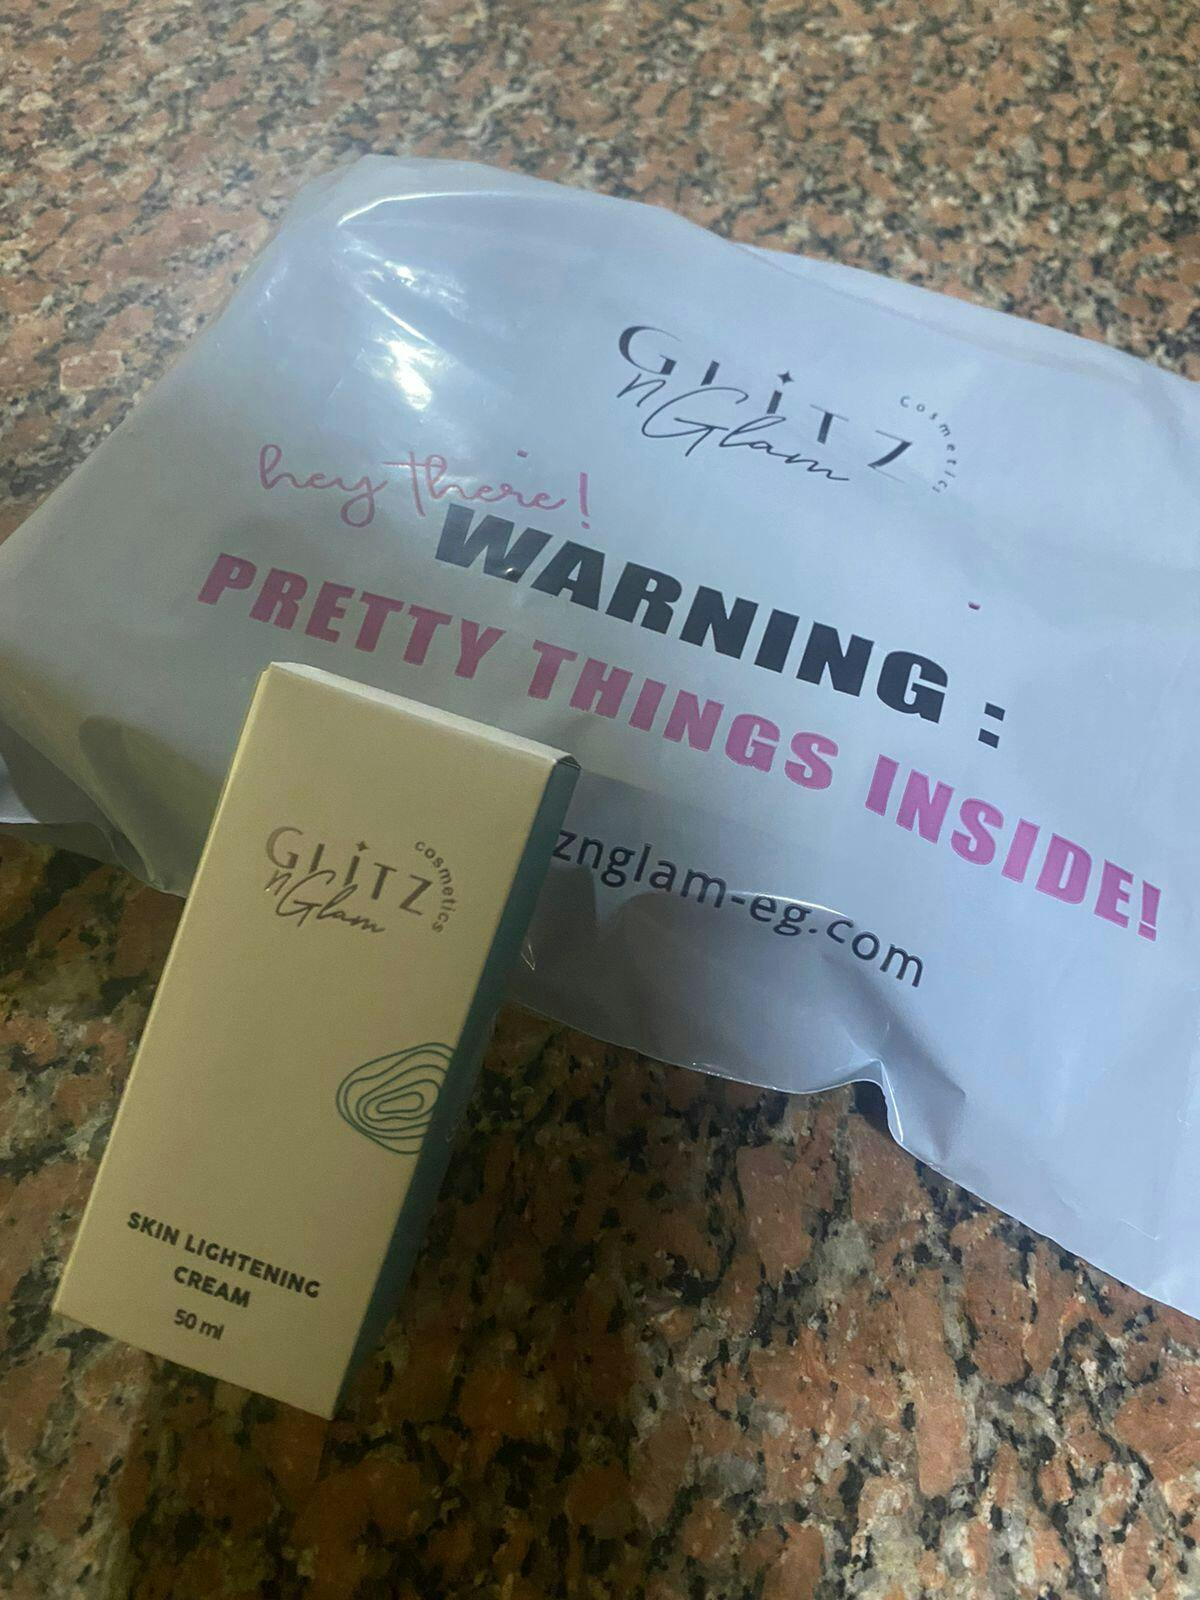 GLiTZ
nGlam
cosmetics
hey there!
WARNING :
PRETTY THINGS INSIDE!
znglam-eg.com
GLiTZ
nGlam
cosmetics
SKIN LIGHTENING
CREAM
50 ml